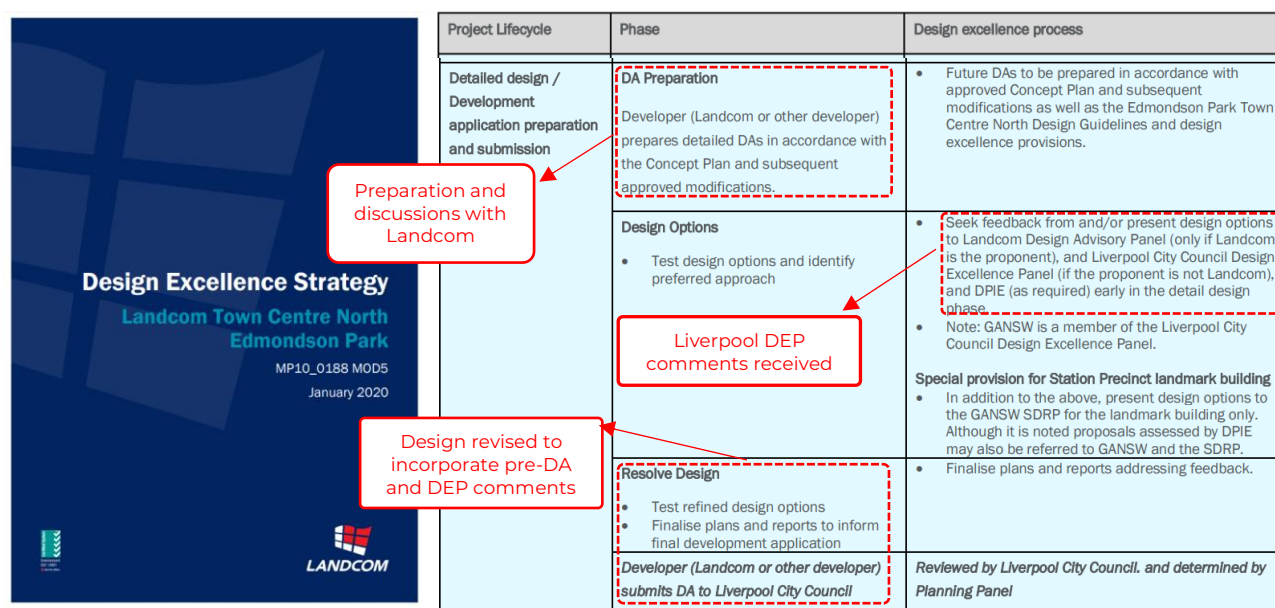 Design Excellence Strategy
Landcom Town Centre North
Edmondson Park
MP10_0188 MOD5
January 2020
LANDCOM
Project Lifecycle
Phase
Design excellence process
Detailed design /
Development
application preparation
and submission
DA Preparation
Developer (Landcom or other developer)
prepares detailed DAs in accordance with
the Concept Plan and subsequent
approved modifications.
• Future DAs to be prepared in accordance with
approved Concept Plan and subsequent
modifications as well as the Edmondson Park Town
Centre North Design Guidelines and design
excellence provisions.
Preparation and
discussions with
Landcom
Design Options
• Test design options and identify
preferred approach
• Seek feedback from and/or present design options
to Landcom Design Advisory Panel (only if Landcom
is the proponent), and Liverpool City Council Design
Excellence Panel (if the proponent is not Landcom),
and DPIE (as required) early in the detail design
phase.
• Note: GANSW is a member of the Liverpool City
Council Design Excellence Panel.
Special provision for Station Precinct landmark building
• In addition to the above, present design options to
the GANSW SDRP for the landmark building only.
Although it is noted proposals assessed by DPIE
may also be referred to GANSW and the SDRP.
Liverpool DEP
comments received
Design revised to
incorporate pre-DA
and DEP comments
Resolve Design
• Test refined design options
• Finalise plans and reports to inform
final development application
• Finalise plans and reports addressing feedback.
Developer (Landcom or other developer)
submits DA to Liverpool City Council
Reviewed by Liverpool City Council. and determined by
Planning Panel